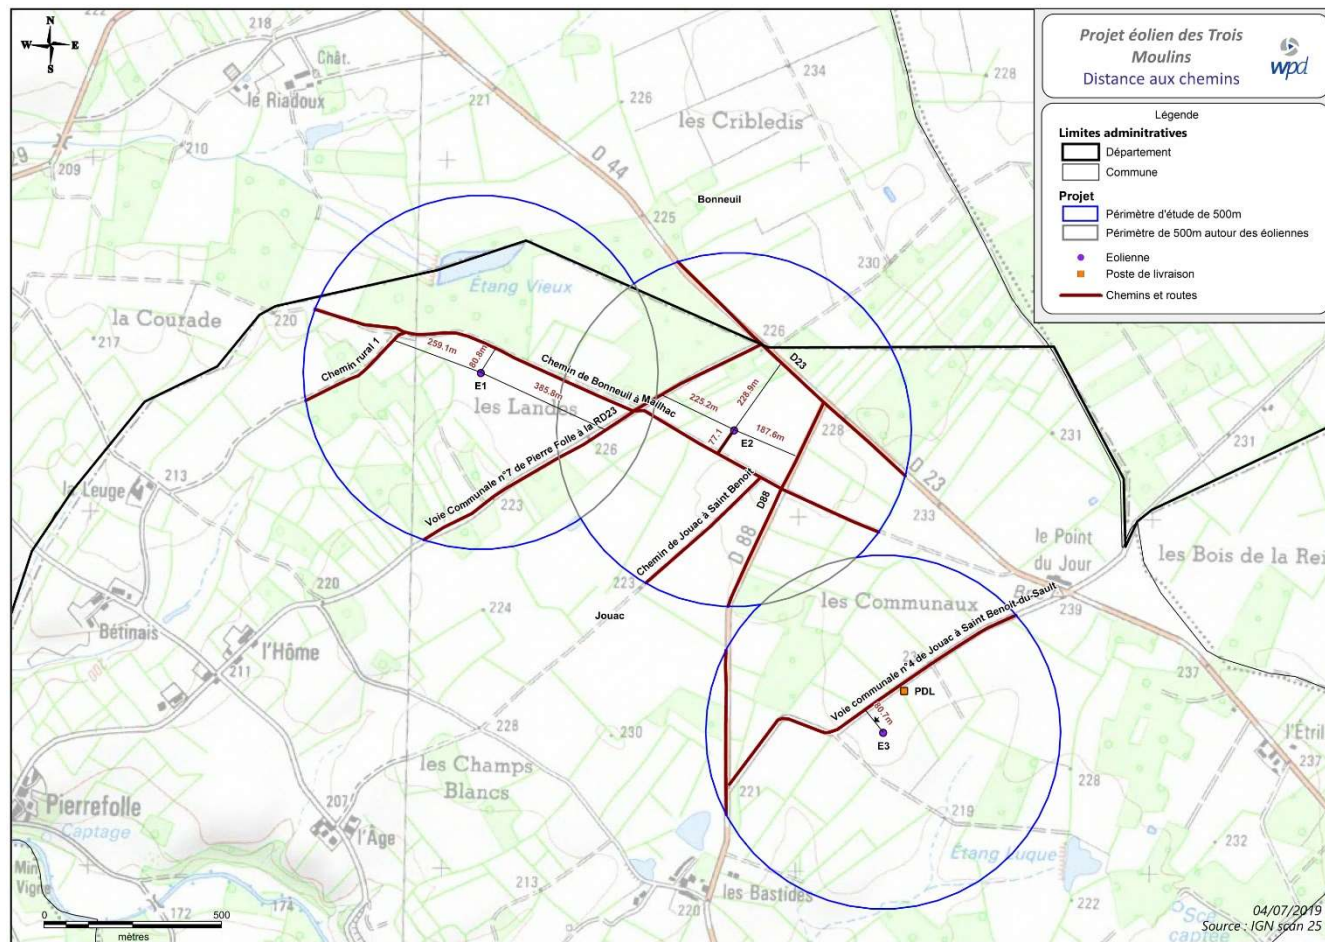 N
W E
S
Projet éolien des Trois
Moulins
Distance aux chemins
wpd
Légende
Limites adminitratives
Département
Commune
Projet
Périmètre d'étude de 500m
Périmètre de 500m autour des éoliennes
Eolienne
Poste de livraison
Chemins et routes
222
218
Chât.
le Riadoux
221
226
234
228
les Cribledis
210
29
209
D 44
225
Bonneuil
230
Étang Vieux
la Courade
220
226
217
259.1m
80.8m
Chemin de Bonneuil à Mailhac
D23
Chemin rural 1
E1
385.8m
225.2m
228.9m
les Landes
E2
187.6m
77.1
228
231
231
226
Voie Communale n°7 de Pierre Folle à la RD23
213
la Leuge
223
D88
D 23
Chemin de Jouac à Saint Benoit
233
le Point
du Jour
les Bois de la Rei
D 88
220
223
239
224
les Communaux
Jouac
Bétinais
l'Hôme
211
Voie communale n°4 de Jouac à Saint Benoit-du-Sault
237
PDL
80.7m
E3
228
230
l'Étril
237
les Champs
Blancs
221
228
Pierrefolle
207
l'Âge
219
Captage
232
Étang Luque
Min
Vigne
213
les Bastides
220
172
174
0 500
mètres
Sce
captée
04/07/2019
Source : IGN scan 25